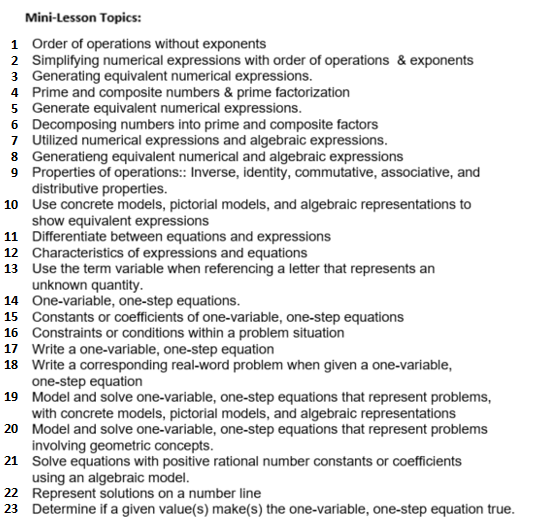 Mini-Lesson Topics:
1 Order of operations without exponents
2 Simplifying numerical expressions with order of operations & exponents
3 Generating equivalent numerical expressions.
4 Prime and composite numbers & prime factorization
5 Generate equivalent numerical expressions.
6 Decomposing numbers into prime and composite factors
7 Utilized numerical expressions and algebraic expressions.
8 Generatieng equivalent numerical and algebraic expressions
9 Properties of operations:: Inverse, identity, commutative, associative, and
distributive properties.
10 Use concrete models, pictorial models, and algebraic representations to
show equivalent expressions
11 Differentiate between equations and expressions
12 Characteristics of expressions and equations
13 Use the term variable when referencing a letter that represents an
unknown quantity.
14 One-variable, one-step equations.
15 Constants or coefficients of one-variable, one-step equations
16 Constraints or conditions within a problem situation
17 Write a one-variable, one-step equation
18 Write a corresponding real-word problem when given a one-variable,
one-step equation
19 Model and solve one-variable, one-step equations that represent problems,
with concrete models, pictorial models, and algebraic representations
20 Model and solve one-variable, one-step equations that represent problems
involving geometric concepts.
21 Solve equations with positive rational number constants or coefficients
using an algebraic model.
22 Represent solutions on a number line
23 Determine if a given value(s) make(s) the one-variable, one-step equation true.